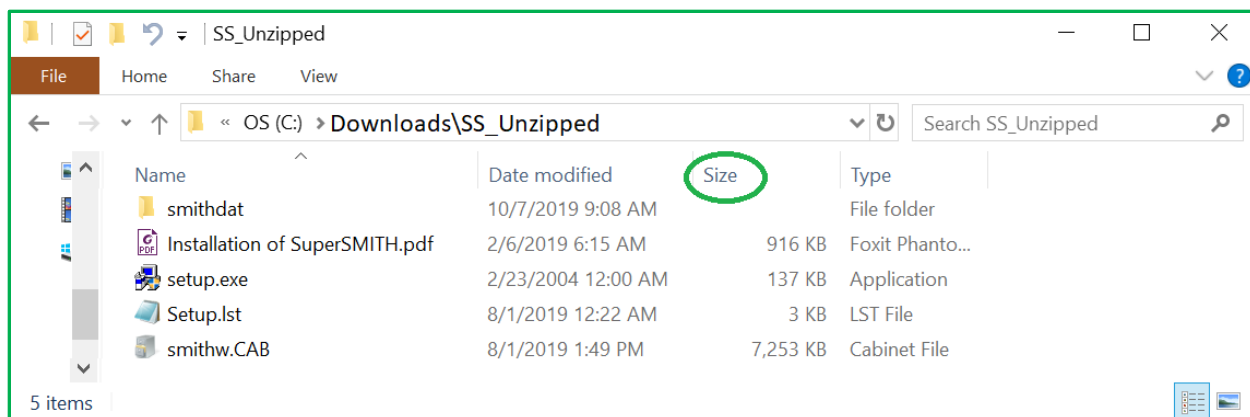 SS_Unzipped
File Home Share View ?
« OS (C:) > Downloads\SS_Unzipped Search SS_Unzipped
Name Date modified Size Type
smithdat 10/7/2019 9:08 AM File folder
Installation of SuperSMITH.pdf 2/6/2019 6:15 AM 916 KB Foxit Phanto...
setup.exe 2/23/2004 12:00 AM 137 KB Application
Setup.lst 8/1/2019 12:22 AM 3 KB LST File
smithw.CAB 8/1/2019 1:49 PM 7,253 KB Cabinet File
5 items